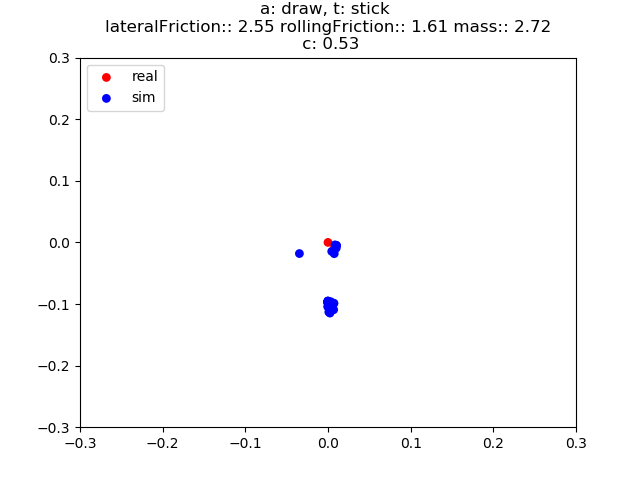 a: draw, t: stick
lateralFriction:: 2.55 rollingFriction:: 1.61 mass:: 2.72
c: 0.53
real
sim
0.3
0.2
0.1
0.0
−0.1
−0.2
−0.3
−0.3 −0.2 −0.1 0.0 0.1 0.2 0.3